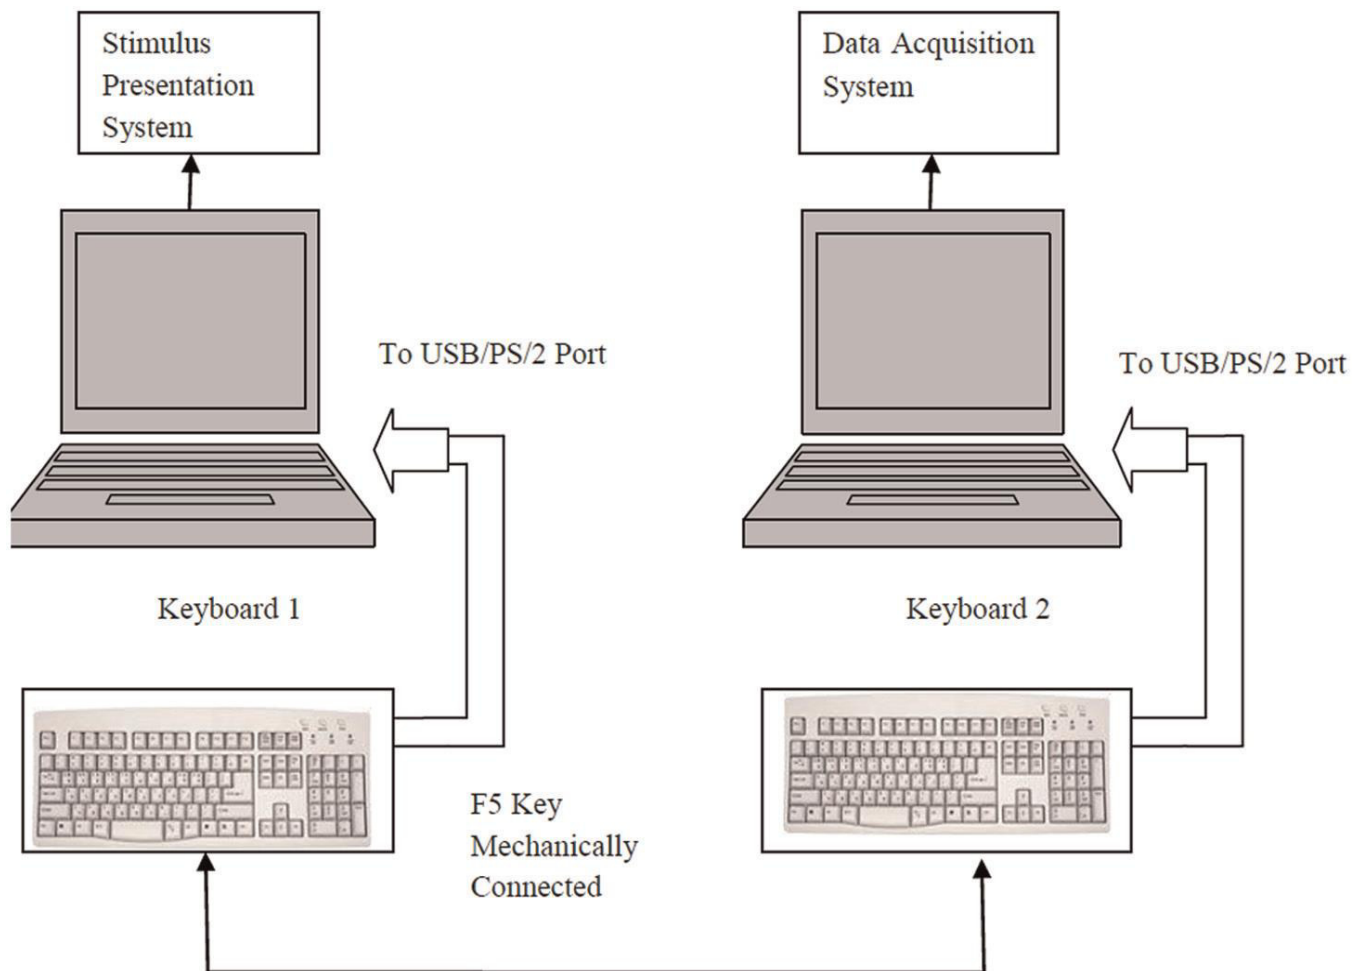 Stimulus
Presentation
System
Data Acquisition
System
To USB/PS/2 Port
To USB/PS/2 Port
Keyboard 1
Keyboard 2
F5 Key
Mechanically
Connected